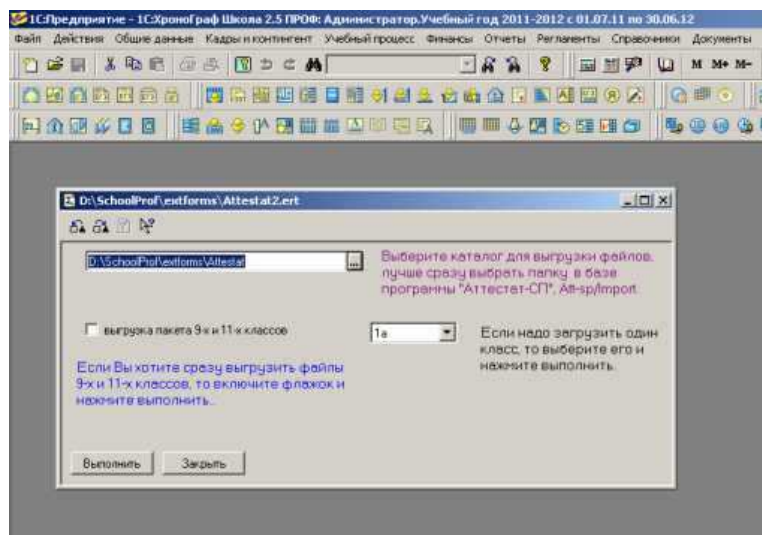 1С:Предприятие - 1С:ХроноГраф Школа 2.5 ПРОФ: Администратор.Учебный год 2011-2012 с 01.07.11 по 30.06.12
Файл Действия Общие данные Кадры и контингент Учебный процесс Финансы Отчеты Регламенты Справочники Документы
M M+ M-
D:\SchoolProf\extforms\Attestat2.ert
D:\SchoolProf\extforms\Attestat
...
Выберите каталог для выгрузки файлов,
лучше сразу выбрать папку в базе
программы "Аттестат-СП", Att-sp/Import
выгрузка пакета 9-х и 11-х классов
1а
Если надо загрузить один
класс, то выберите его и
нажмите выполнить.
Если Вы хотите сразу выгрузить файлы
9-х и 11-х классов, то включите флажок и
нажмите выполнить..
Выполнить Закрыть